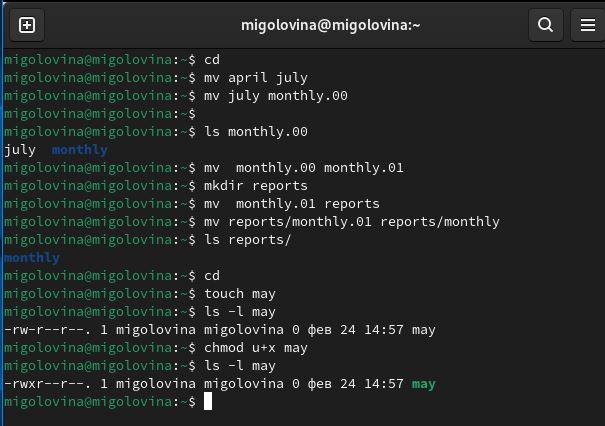 migolovina@migolovina:~
migolovina@migolovina:~$ cd
migolovina@migolovina:~$ mv april july
migolovina@migolovina:~$ mv july monthly.00
migolovina@migolovina:~$
migolovina@migolovina:~$ ls monthly.00
july  monthly
migolovina@migolovina:~$ mv  monthly.00 monthly.01
migolovina@migolovina:~$ mkdir reports
migolovina@migolovina:~$ mv  monthly.01 reports
migolovina@migolovina:~$ mv reports/monthly.01 reports/monthly
migolovina@migolovina:~$ ls reports/
monthly
migolovina@migolovina:~$ cd
migolovina@migolovina:~$ touch may
migolovina@migolovina:~$ ls -l may
-rw-r--r--. 1 migolovina migolovina 0 фев 24 14:57 may
migolovina@migolovina:~$ chmod u+x may
migolovina@migolovina:~$ ls -l may
-rwxr--r--. 1 migolovina migolovina 0 фев 24 14:57 may
migolovina@migolovina:~$